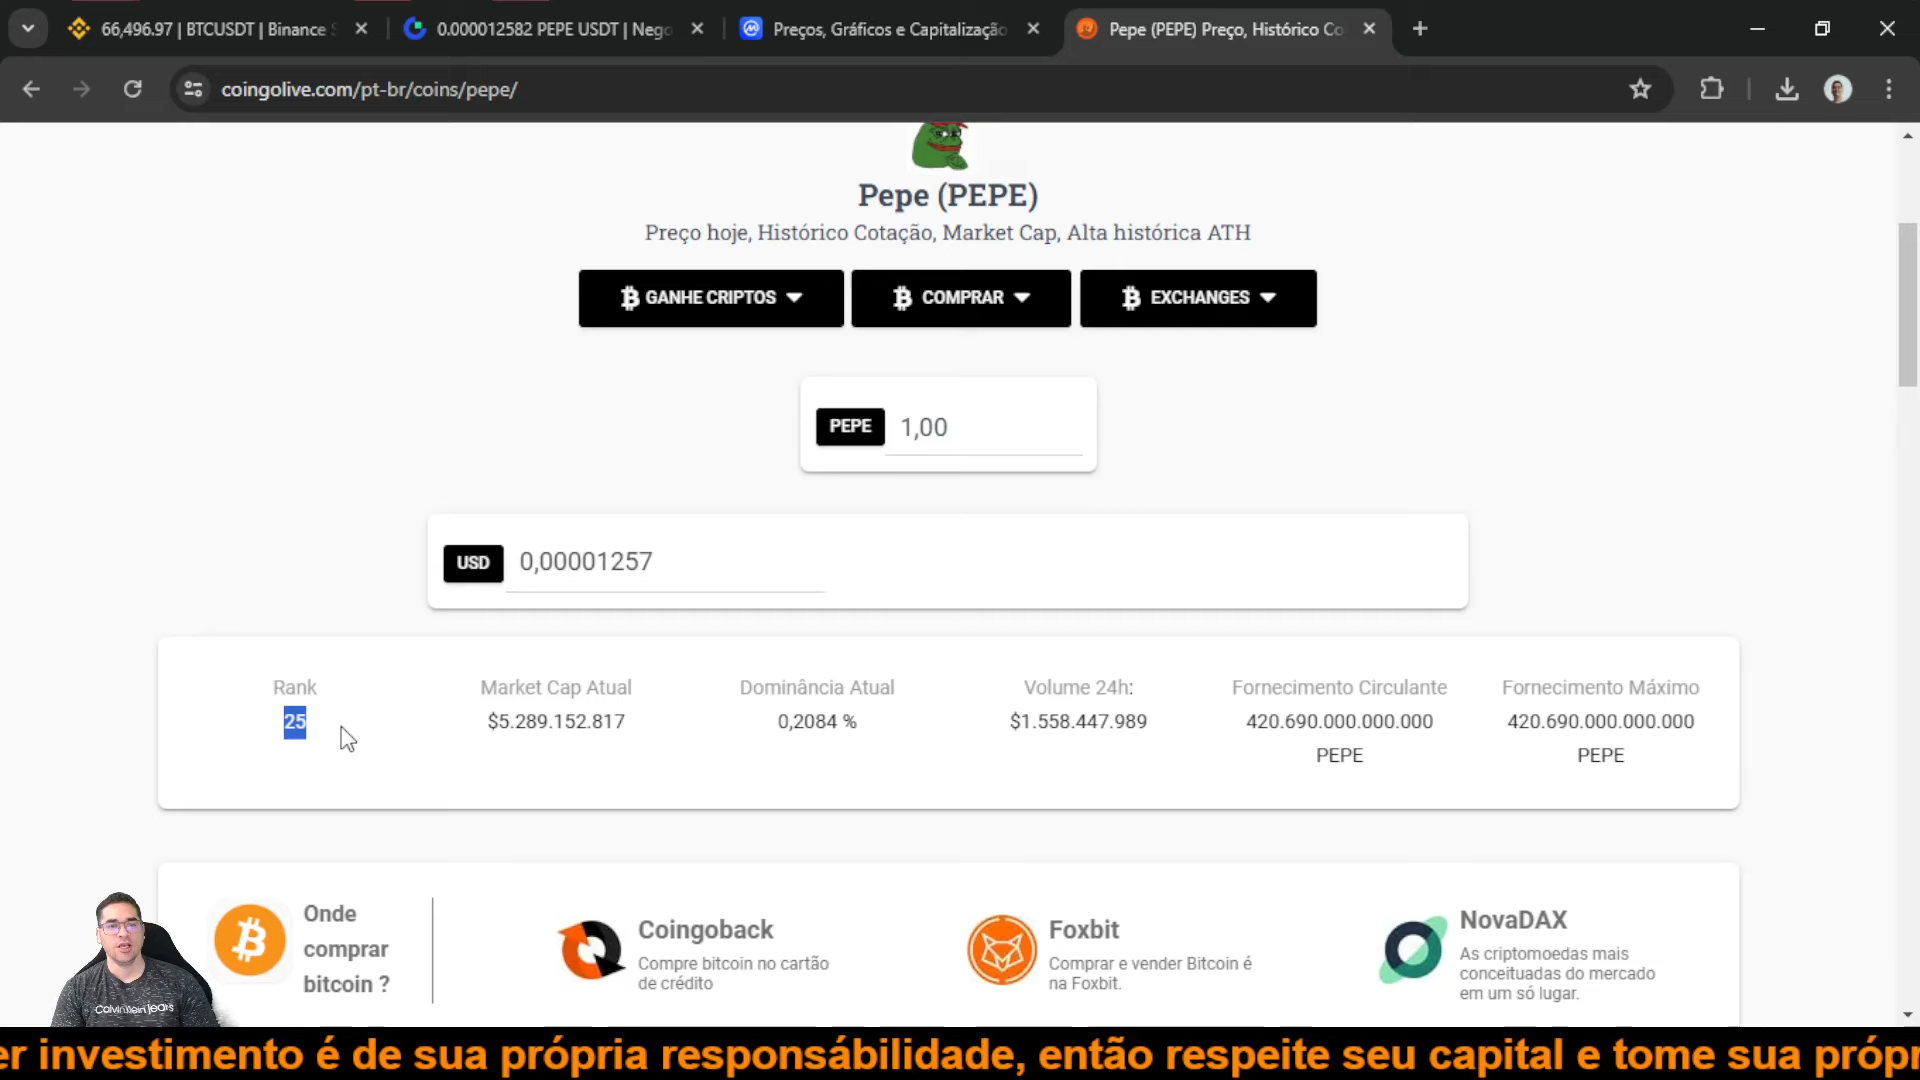 66,496.97 | BTCUSDT | Binance S
0.000012582 PEPE USDT | Nego
Preços, Gráficos e Capitalização
Pepe (PEPE) Preço, Histórico Co
coingolive.com/pt-br/coins/pepe/
Pepe (PEPE)
Preço hoje, Histórico Cotação, Market Cap, Alta histórica ATH
GANHE CRIPTOS
COMPRAR
EXCHANGES
PEPE 1,00
USD 0,00001257
Rank Market Cap Atual Dominância Atual Volume 24h: Fornecimento Circulante Fornecimento Máximo
25 $5.289.152.817 0,2084 % $1.558.447.989 420.690.000.000.000 420.690.000.000.000
PEPE PEPE
Onde
comprar
bitcoin ?
Coingoback
Compre bitcoin no cartão
de crédito
Foxbit
Comprar e vender Bitcoin é
na Foxbit.
NovaDAX
As criptomoedas mais
conceituadas do mercado
em um só lugar.
Calvin Klein Jeans
er investimento é de sua própria responsábilidade, então respeite seu capital e tome sua própr